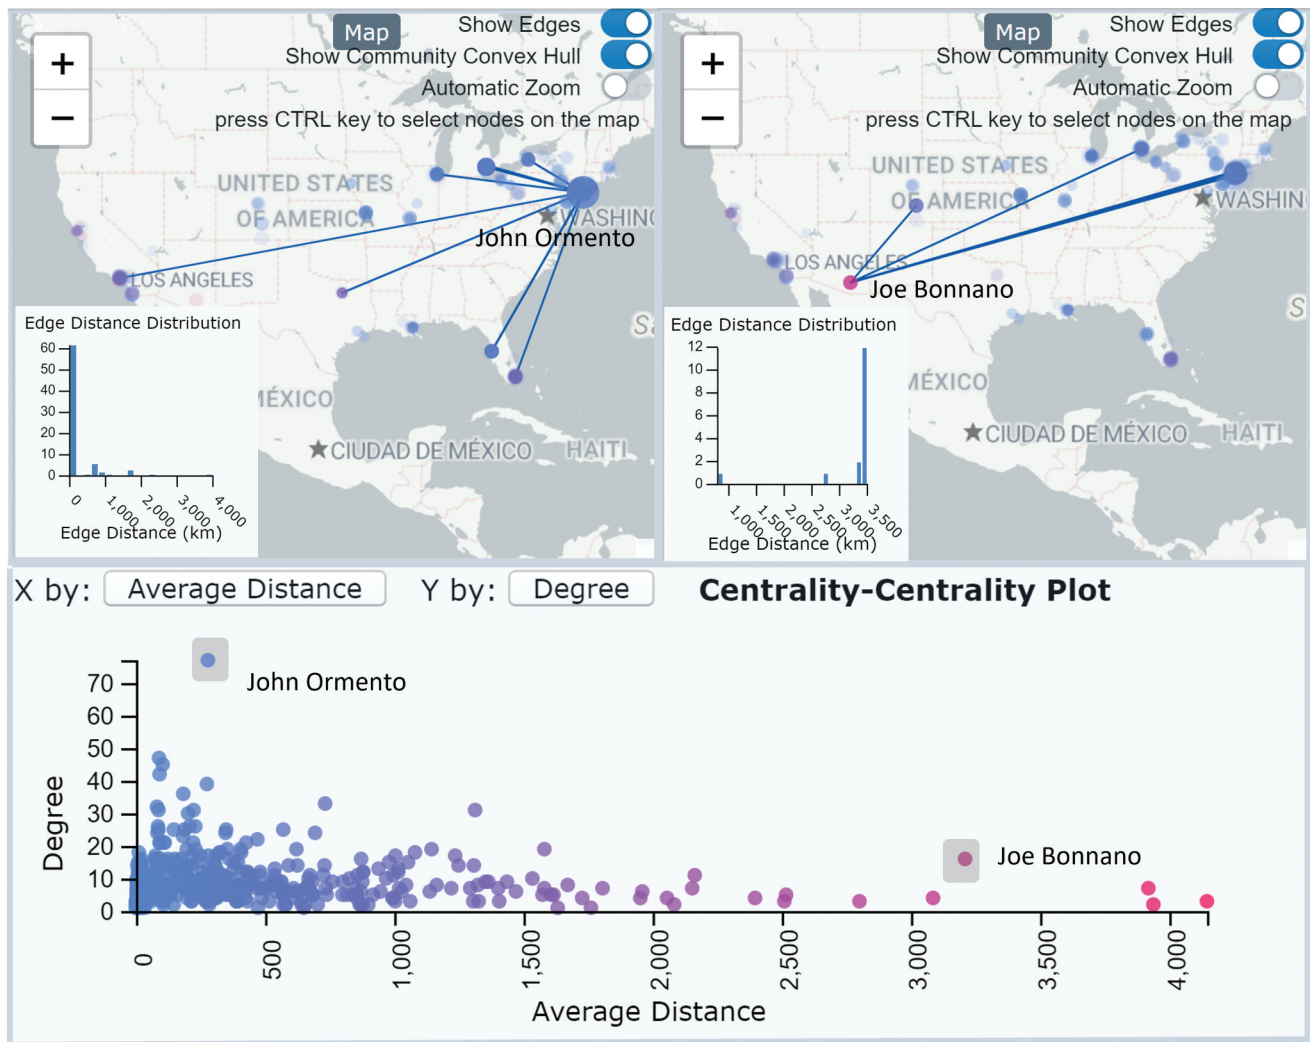 Map
Show Edges
Show Community Convex Hull
Automatic Zoom
press CTRL key to select nodes on the map
+
−
UNITED STATES
OF AMERICA
WASHING
John Ormento
LOS ANGELES
Edge Distance Distribution
60
50
40
30
20
10
0
0
1,000
2,000
3,000
4,000
Edge Distance (km)
MÉXICO
CIUDAD DE MÉXICO
HAITI
Map
Show Edges
Show Community Convex Hull
Automatic Zoom
press CTRL key to select nodes on the map
+
−
UNITED STATES
OF AMERICA
WASHIN
LOS ANGELES
Joe Bonnano
Edge Distance Distribution
12
10
8
6
4
2
0
1,000
1,500
2,000
2,500
3,000
3,500
Edge Distance (km)
MÉXICO
CIUDAD DE MÉXICO
HAITI
X by: Average Distance Y by: Degree Centrality-Centrality Plot
John Ormento
Joe Bonnano
Degree
70
60
50
40
30
20
10
0
0
500
1,000
1,500
2,000
2,500
3,000
3,500
4,000
Average Distance